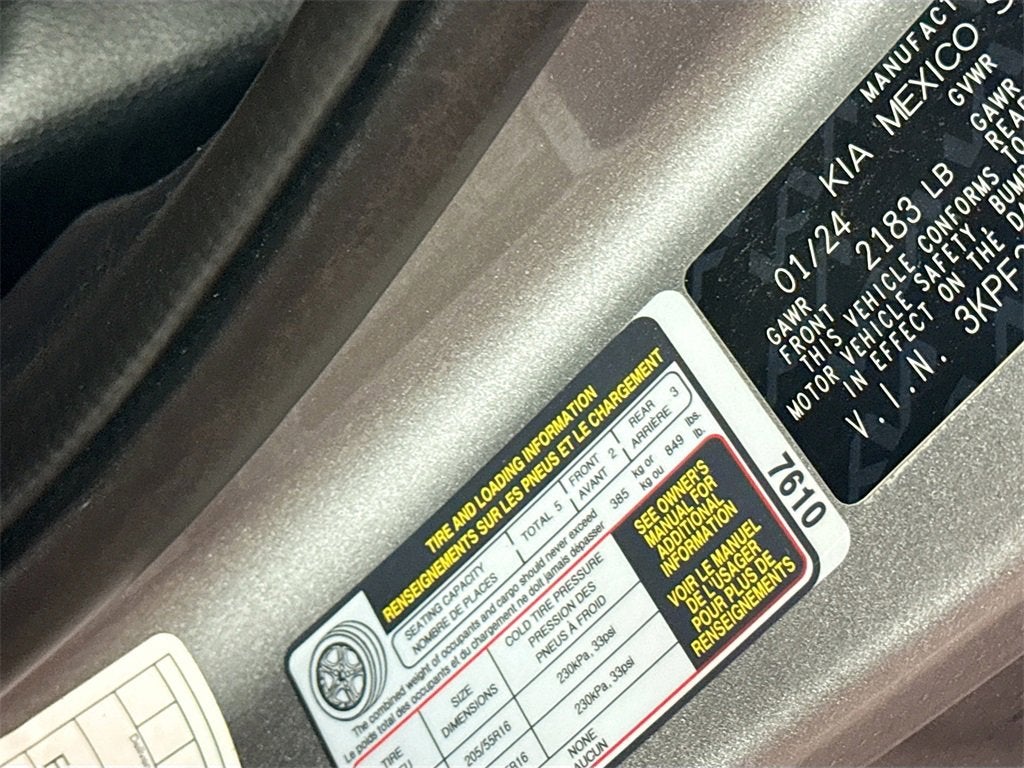 TIRE AND LOADING INFORMATION
RENSEIGNEMENTS SUR LES PNEUS ET LE CHARGEMENT
SEATING CAPACITY
NOMBRE DE PLACES
TOTAL 5
FRONT
AVANT 2
REAR
ARRIÈRE 3
The combined weight of occupants and cargo should never exceed 385 kg or 849 lbs.
Le poids total des occupants et du chargement ne doit jamais dépasser kg ou lb.
TIRE
SIZE
DIMENSIONS
COLD TIRE PRESSURE
PRESSION DES
PNEUS À FROID
205/55R16
230kPa, 33psi
R16
230kPa, 33psi
NONE
AUCUN
SEE OWNER'S
MANUAL FOR
ADDITIONAL
INFORMATION
VOIR LE MANUEL
DE L'USAGER
POUR PLUS DE
RENSEIGNEMENTS
7610
MANUFACT
01/24 KIA MEXICO
GAWR
FRONT 2183 LB
GVWR
GAWR
REAR
THIS VEHICLE CONFORMS TO
MOTOR VEHICLE SAFETY BUMP
IN EFFECT ON THE DA
V.I.N. 3KPF